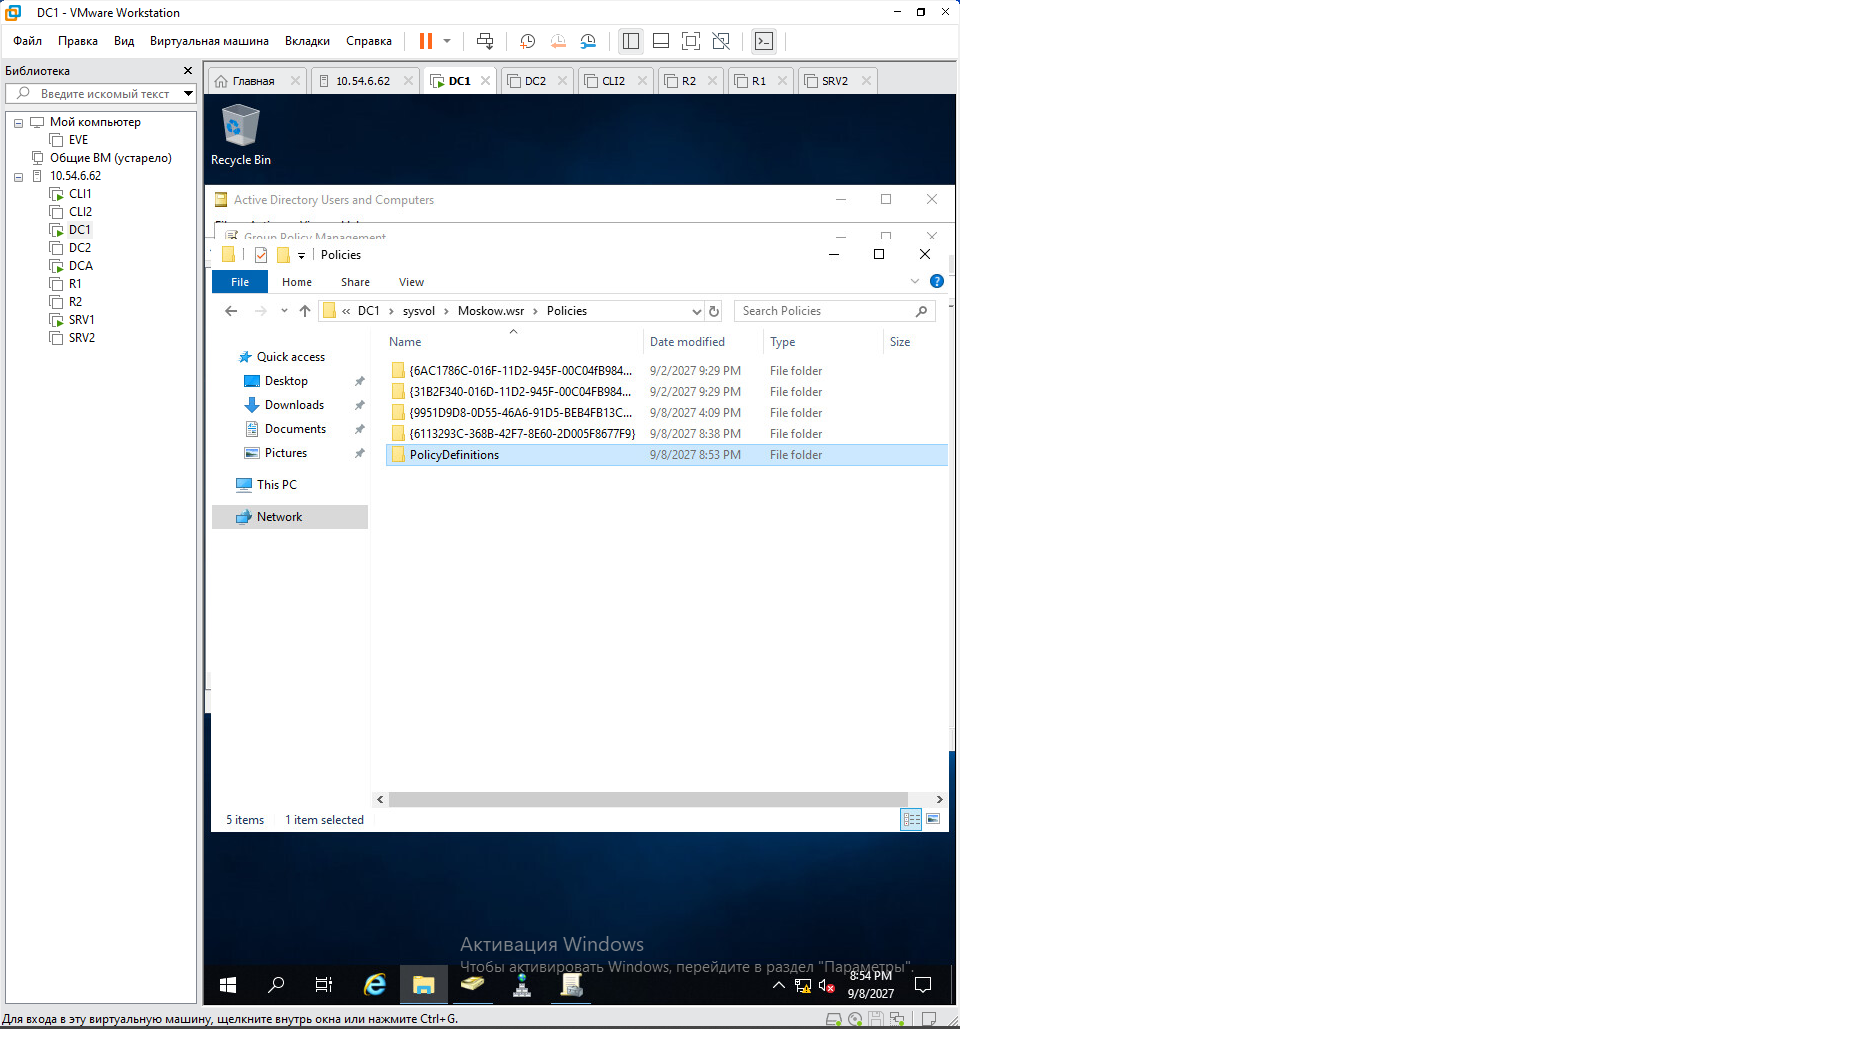 DC1 - VMware Workstation
Файл Правка Вид Виртуальная машина Вкладки Справка
Библиотека
Введите искомый текст
Мой компьютер
EVE
Общие ВМ (устарело)
10.54.6.62
CLI1
CLI2
DC1
DC2
DCA
R1
R2
SRV1
SRV2
Главная 10.54.6.62 DC1 DC2 CLI2 R2 R1 SRV2
Recycle Bin
Active Directory Users and Computers
Group Policy Management
Policies
File Home Share View
« DC1 › sysvol › Moskow.wsr › Policies
Search Policies
Quick access
Desktop
Downloads
Documents
Pictures
This PC
Network
Name Date modified Type Size
{6AC1786C-016F-11D2-945F-00C04fB984... 9/2/2027 9:29 PM File folder
{31B2F340-016D-11D2-945F-00C04FB984... 9/2/2027 9:29 PM File folder
{9951D9D8-0D55-46A6-91D5-BEB4FB13C... 9/8/2027 4:09 PM File folder
{6113293C-368B-42F7-8E60-2D005F8677F9} 9/8/2027 8:38 PM File folder
PolicyDefinitions 9/8/2027 8:53 PM File folder
5 items 1 item selected
Активация Windows
Чтобы активировать Windows, перейдите в раздел "Параметры".
8:54 PM
9/8/2027
Для входа в эту виртуальную машину, щелкните внутрь окна или нажмите Ctrl+G.